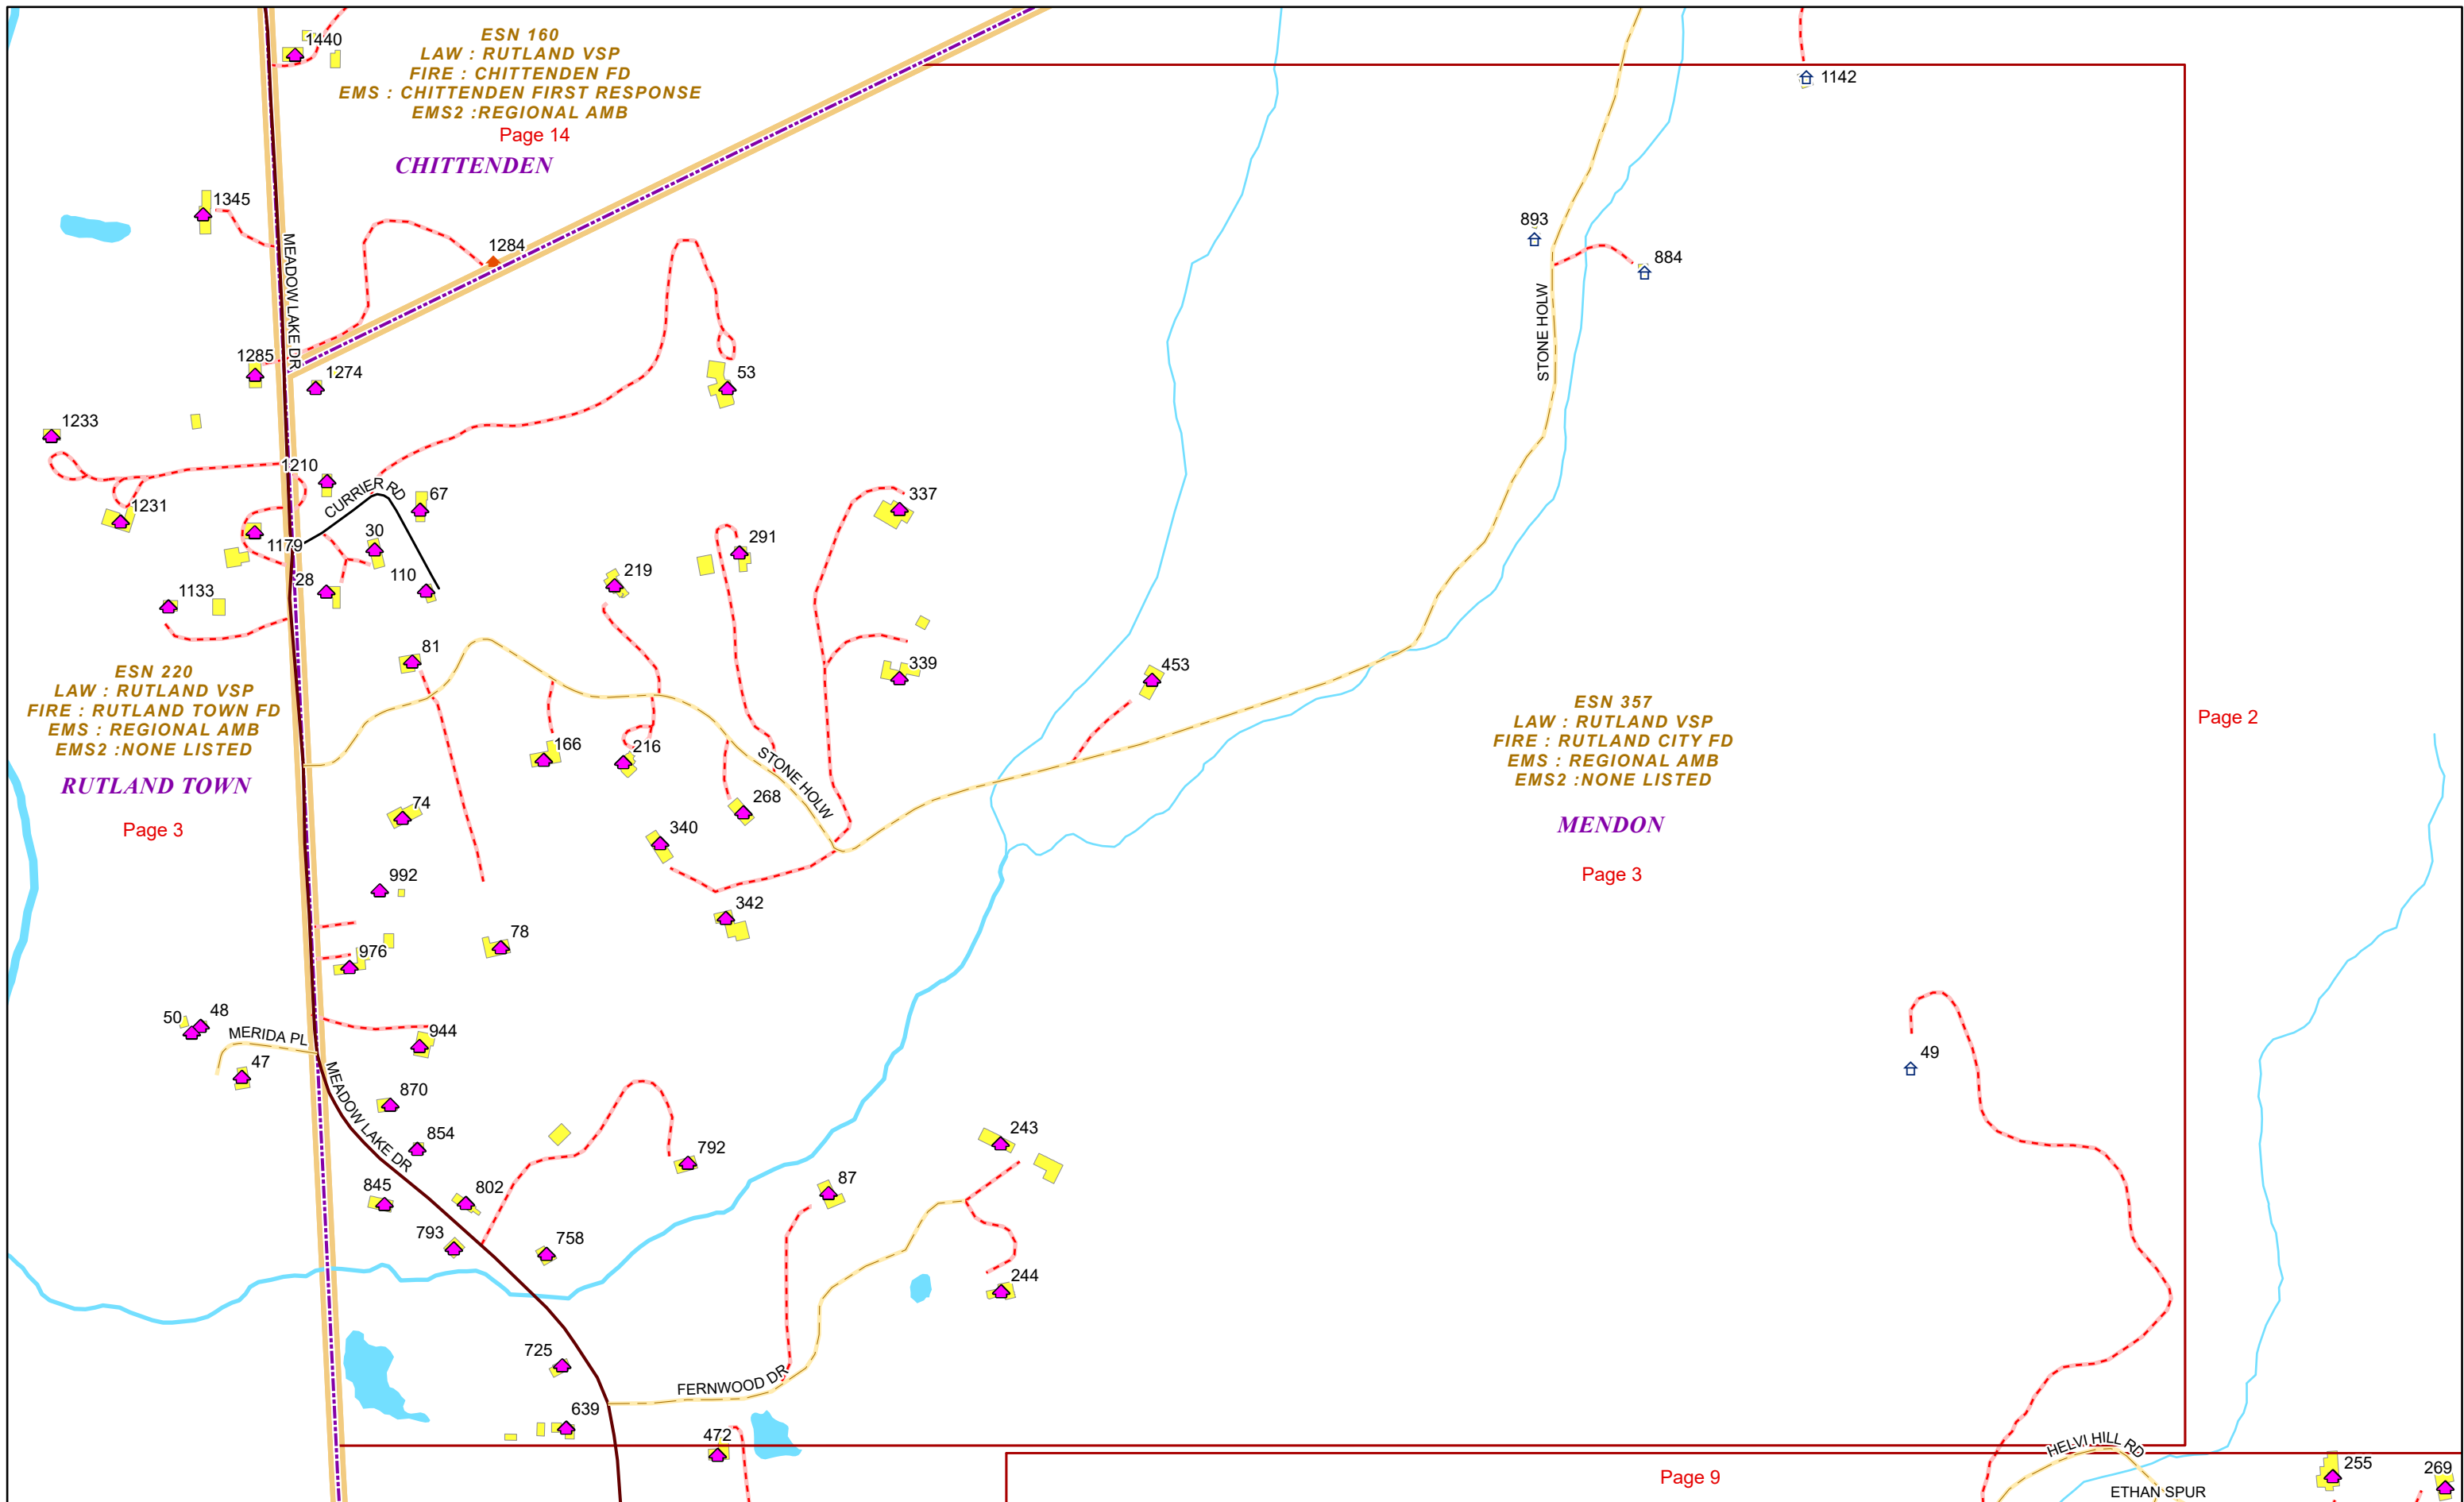 1440
ESN 160
LAW : RUTLAND VSP
FIRE : CHITTENDEN FD
EMS : CHITTENDEN FIRST RESPONSE
EMS2 :REGIONAL AMB
Page 14
CHITTENDEN
1142
1345
893
884
1284
MEADOW LAKE DR
STONE HOLW
1285
1274
53
1233
1210
CURRIER RD
67
337
1231
30
1179
291
28
110
219
1133
81
339
453
ESN 220
LAW : RUTLAND VSP
FIRE : RUTLAND TOWN FD
EMS : REGIONAL AMB
EMS2 :NONE LISTED
RUTLAND TOWN
Page 3
ESN 357
LAW : RUTLAND VSP
FIRE : RUTLAND CITY FD
EMS : REGIONAL AMB
EMS2 :NONE LISTED
MENDON
Page 3
Page 2
166
216
STONE HOLW
268
74
340
992
342
78
976
50
48
MERIDA PL
47
944
49
MEADOW LAKE DR
870
854
792
243
87
845
802
793
758
244
725
FERNWOOD DR
639
472
HELVI HILL RD
Page 9
255
269
ETHAN SPUR